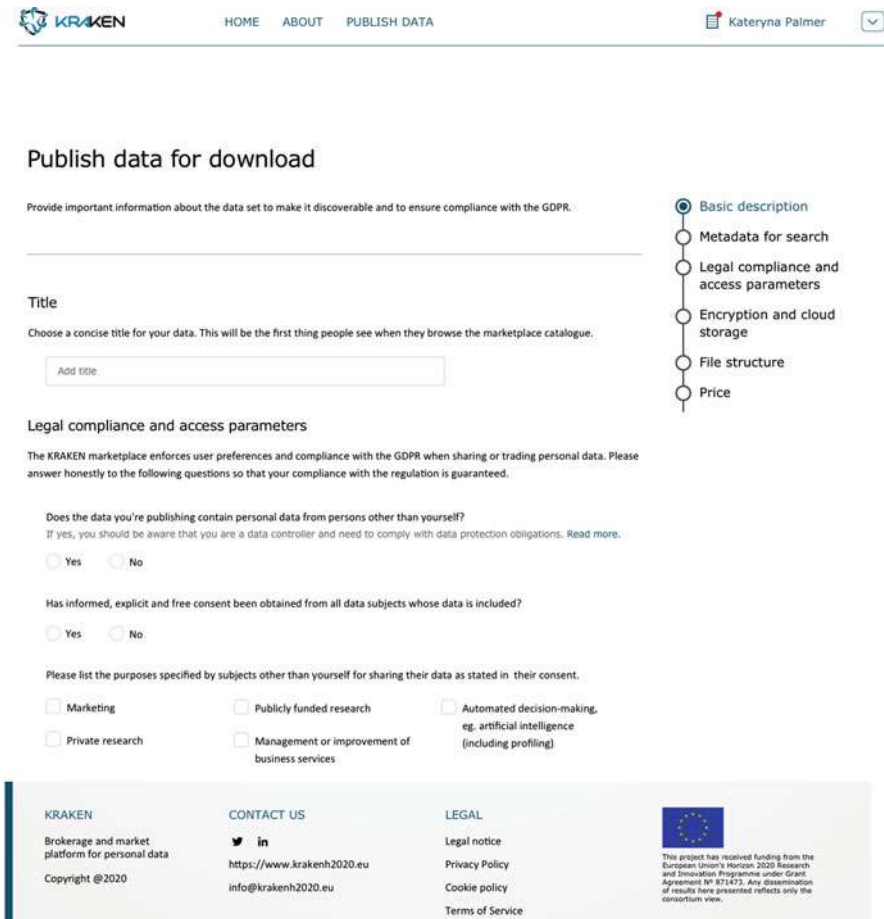 KRAKEN
HOME ABOUT PUBLISH DATA
Kateryna Palmer
Publish data for download
Provide important information about the data set to make it discoverable and to ensure compliance with the GDPR.
Basic description
Metadata for search
Legal compliance and
access parameters
Encryption and cloud
storage
File structure
Price
Title
Choose a concise title for your data. This will be the first thing people see when they browse the marketplace catalogue.
Add title
Legal compliance and access parameters
The KRAKEN marketplace enforces user preferences and compliance with the GDPR when sharing or trading personal data. Please
answer honestly to the following questions so that your compliance with the regulation is guaranteed.
Does the data you're publishing contain personal data from persons other than yourself?
If yes, you should be aware that you are a data controller and need to comply with data protection obligations. Read more.
Yes No
Has informed, explicit and free consent been obtained from all data subjects whose data is included?
Yes No
Please list the purposes specified by subjects other than yourself for sharing their data as stated in their consent.
Marketing
Private research
Publicly funded research
Management or improvement of
business services
Automated decision-making,
eg. artificial intelligence
(including profiling)
KRAKEN
Brokerage and market
platform for personal data
Copyright @2020
CONTACT US
https://www.krakenh2020.eu
info@krakenh2020.eu
LEGAL
Legal notice
Privacy Policy
Cookie policy
Terms of Service
This project has received funding from the
European Union's Horizon 2020 Research
and Innovation Programme under Grant
Agreement Nº 871473. Any dissemination
of results here presented reflects only the
consortium view.